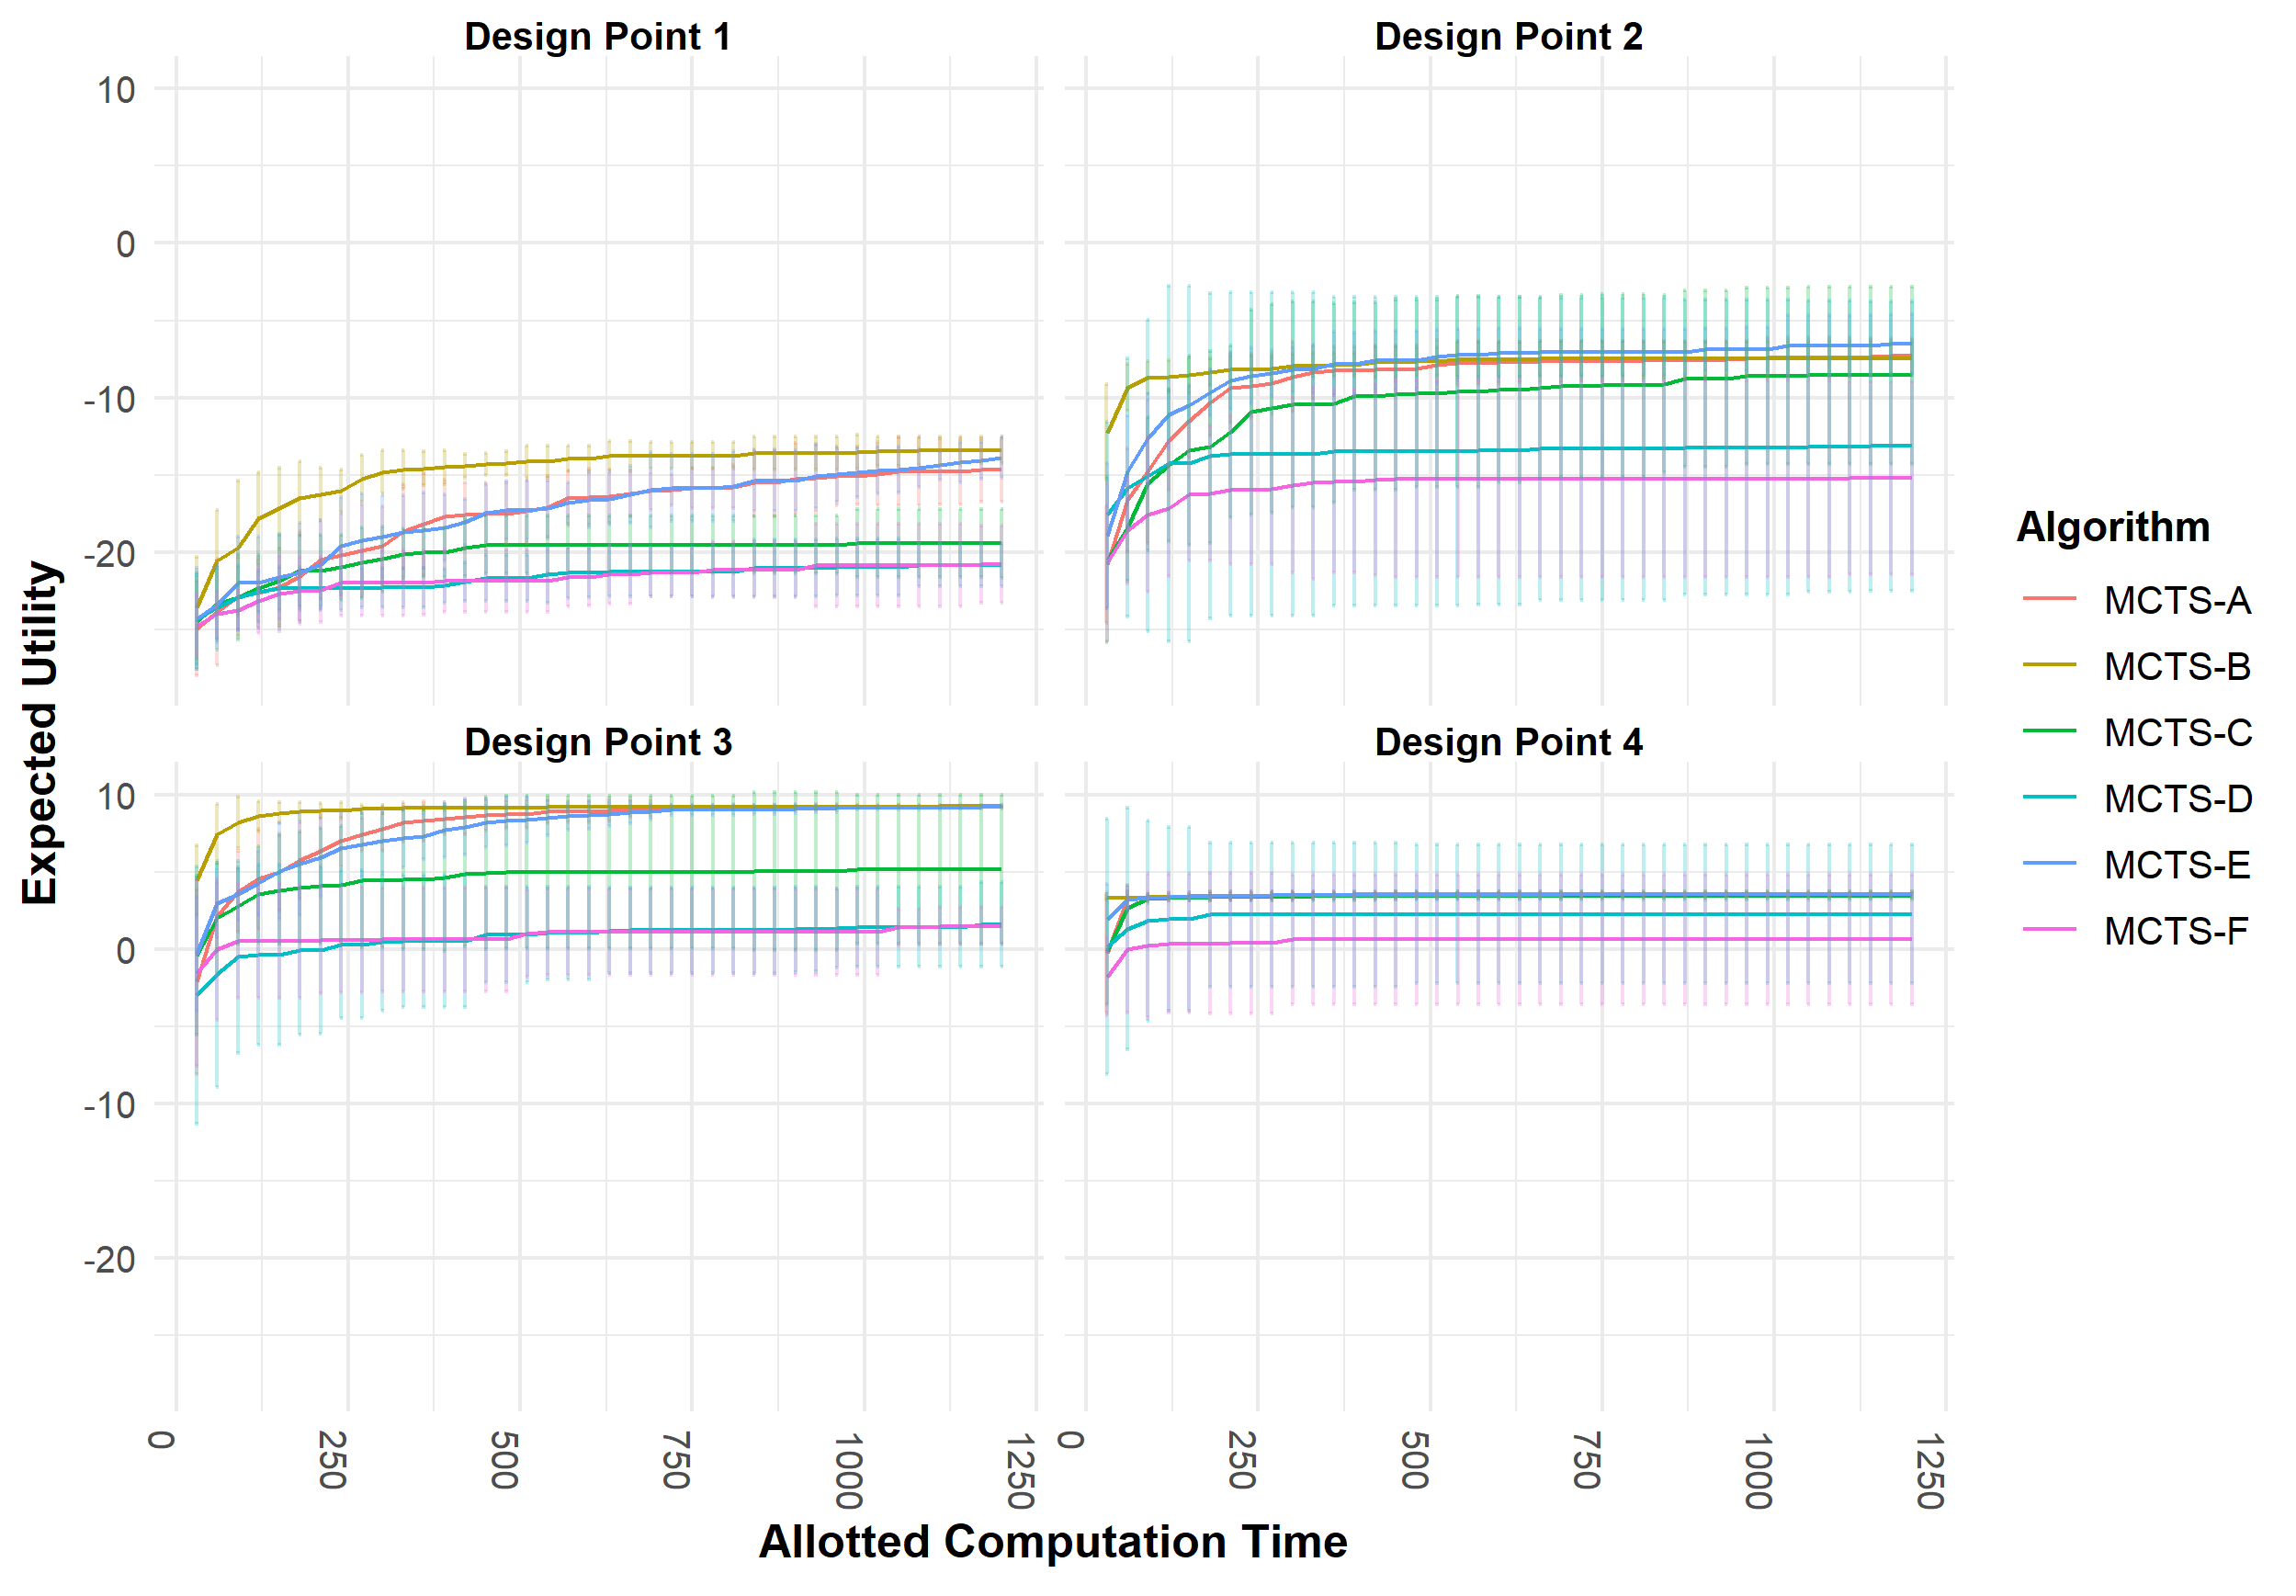 Design Point 1
Design Point 2
10
0
-10
-20
Design Point 3
Design Point 4
10
0
-10
-20
0
250
500
750
1000
1250
0
250
500
750
1000
1250
Expected Utility
Allotted Computation Time
Algorithm
MCTS-A
MCTS-B
MCTS-C
MCTS-D
MCTS-E
MCTS-F